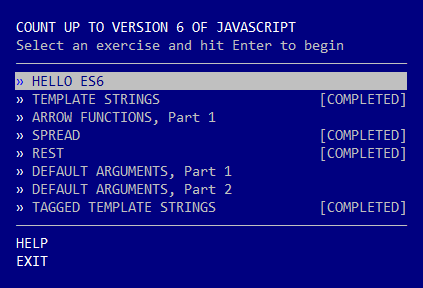 COUNT UP TO VERSION 6 OF JAVASCRIPT
Select an exercise and hit Enter to begin
» HELLO ES6
» TEMPLATE STRINGS [COMPLETED]
» ARROW FUNCTIONS, Part 1
» SPREAD [COMPLETED]
» REST [COMPLETED]
» DEFAULT ARGUMENTS, Part 1
» DEFAULT ARGUMENTS, Part 2
» TAGGED TEMPLATE STRINGS [COMPLETED]
HELP
EXIT